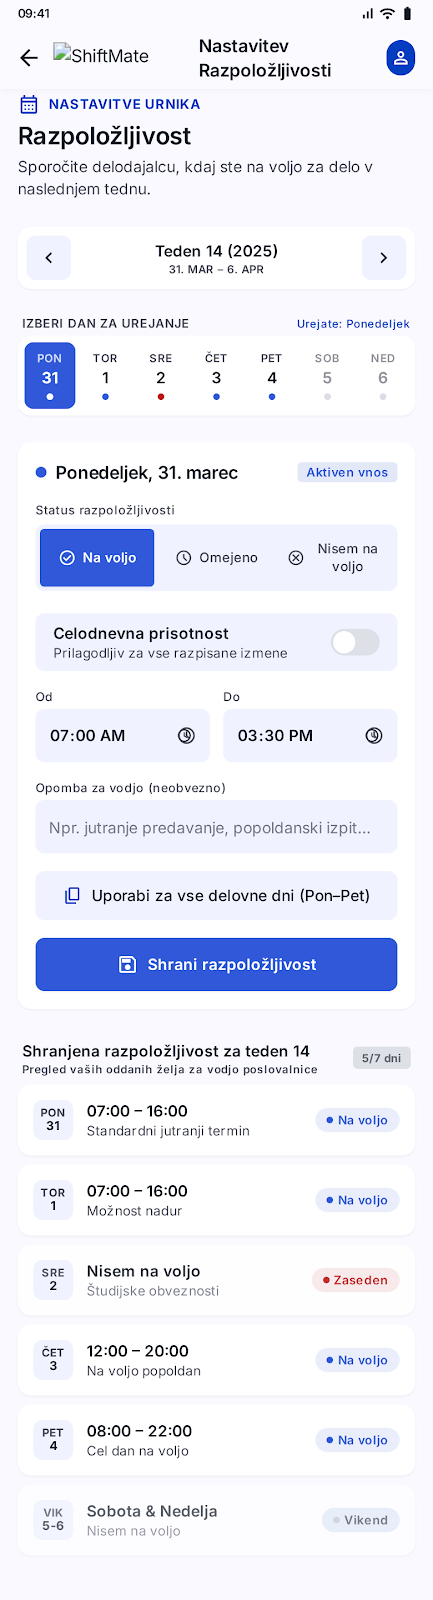 09:41
ShiftMate
Nastavitev
Razpoložljivosti
NASTAVITVE URNIKA
Razpoložljivost
Sporočite delodajalcu, kdaj ste na voljo za delo v
naslednjem tednu.
Teden 14 (2025)
31. MAR – 6. APR
IZBERI DAN ZA UREJANJE
Urejate: Ponedeljek
PON TOR SRE ČET PET SOB NED
31 1 2 3 4 5 6
Ponedeljek, 31. marec
Aktiven vnos
Status razpoložljivosti
Na voljo
Omejeno
Nisem na
voljo
Celodnevna prisotnost
Prilagodljiv za vse razpisane izmene
Od
Do
07:00 AM
03:30 PM
Opomba za vodjo (neobvezno)
Npr. jutranje predavanje, popoldanski izpit...
Uporabi za vse delovne dni (Pon–Pet)
Shrani razpoložljivost
Shranjena razpoložljivost za teden 14
Pregled vaših oddanih želja za vodjo poslovalnice
5/7 dni
PON
31
07:00 – 16:00
Standardni jutranji termin
Na voljo
TOR
1
07:00 – 16:00
Možnost nadur
Na voljo
SRE
2
Nisem na voljo
Študijske obveznosti
Zaseden
ČET
3
12:00 – 20:00
Na voljo popoldan
Na voljo
PET
4
08:00 – 22:00
Cel dan na voljo
Na voljo
VIK
5-6
Sobota & Nedelja
Nisem na voljo
Vikend